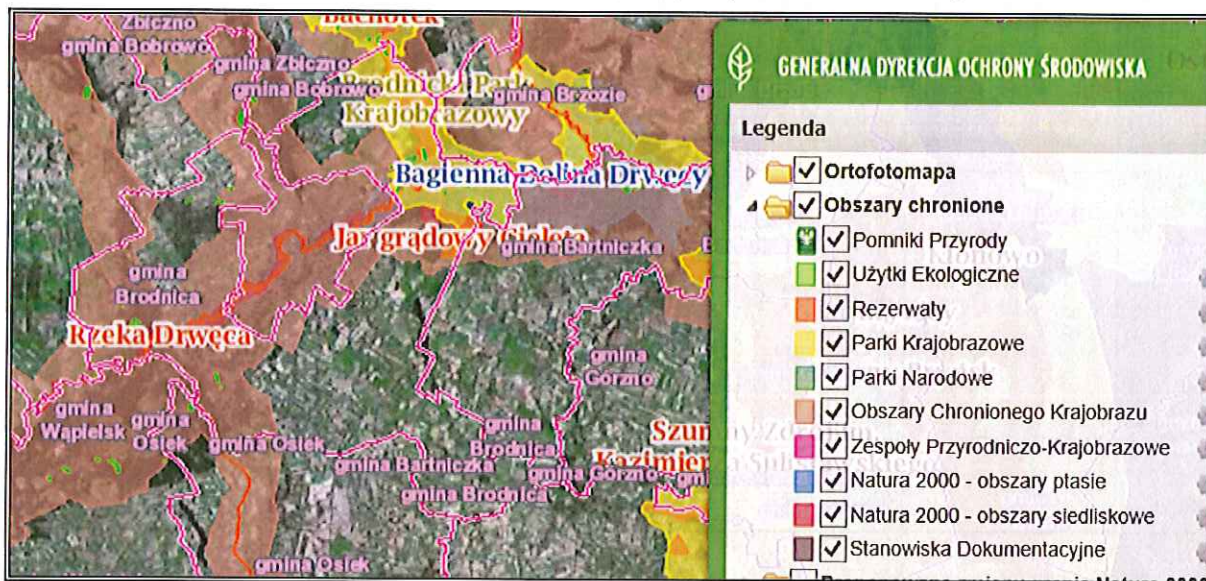 Zbiczno
gmina Bobrowo
Bachotek
gmina Zbiczno
gmina Bobrowo
Brodnicki Park
Krajobrazowy
gmina Brzozie
Bagienna Dolina Drwęcy
Jar grądowy Cielęta
gmina Bartniczka
gmina
Brodnica
Rzeka Drwęca
gmina
Górzno
gmina
Wąpielsk
gmina
Osiek
gmina Osiek
gmina
Brodnica
gmina Bartniczka
gmina Brodnica
gmina Górzno
gmina Osiek
GENERALNA DYREKCJA OCHRONY ŚRODOWISKA
Legenda
Ortofotomapa
Obszary chronione
Pomniki Przyrody
Użytki Ekologiczne
Rezerwaty
Parki Krajobrazowe
Parki Narodowe
Obszary Chronionego Krajobrazu
Zespoły Przyrodniczo-Krajobrazowe
Natura 2000 - obszary ptasie
Natura 2000 - obszary siedliskowe
Stanowiska Dokumentacyjne